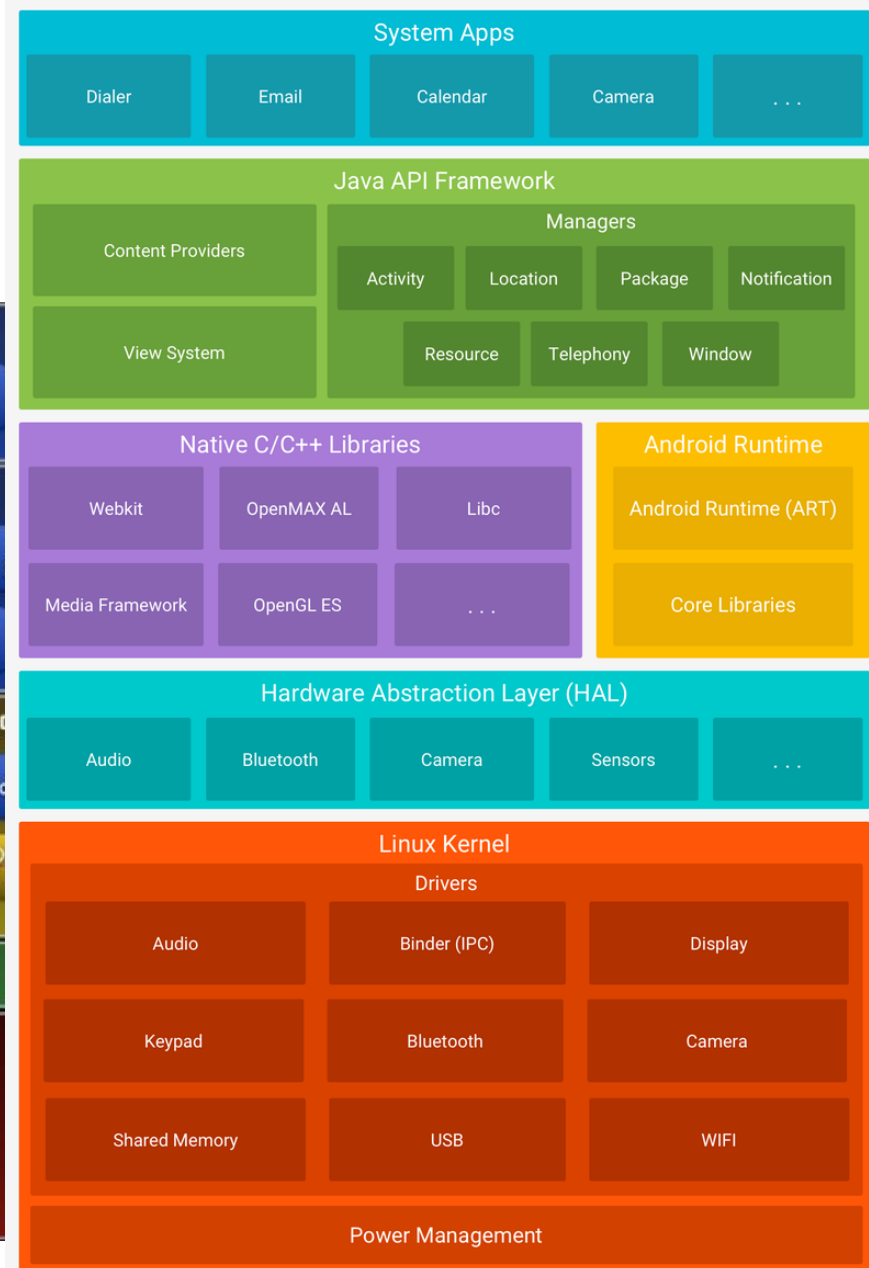 System Apps
Dialer
Email
Calendar
Camera
. . .
Java API Framework
Content Providers
View System
Managers
Activity
Location
Package
Notification
Resource
Telephony
Window
Native C/C++ Libraries
Webkit
OpenMAX AL
Libc
Media Framework
OpenGL ES
. . .
Android Runtime
Android Runtime (ART)
Core Libraries
Hardware Abstraction Layer (HAL)
Audio
Bluetooth
Camera
Sensors
. . .
Linux Kernel
Drivers
Audio
Binder (IPC)
Display
Keypad
Bluetooth
Camera
Shared Memory
USB
WIFI
Power Management